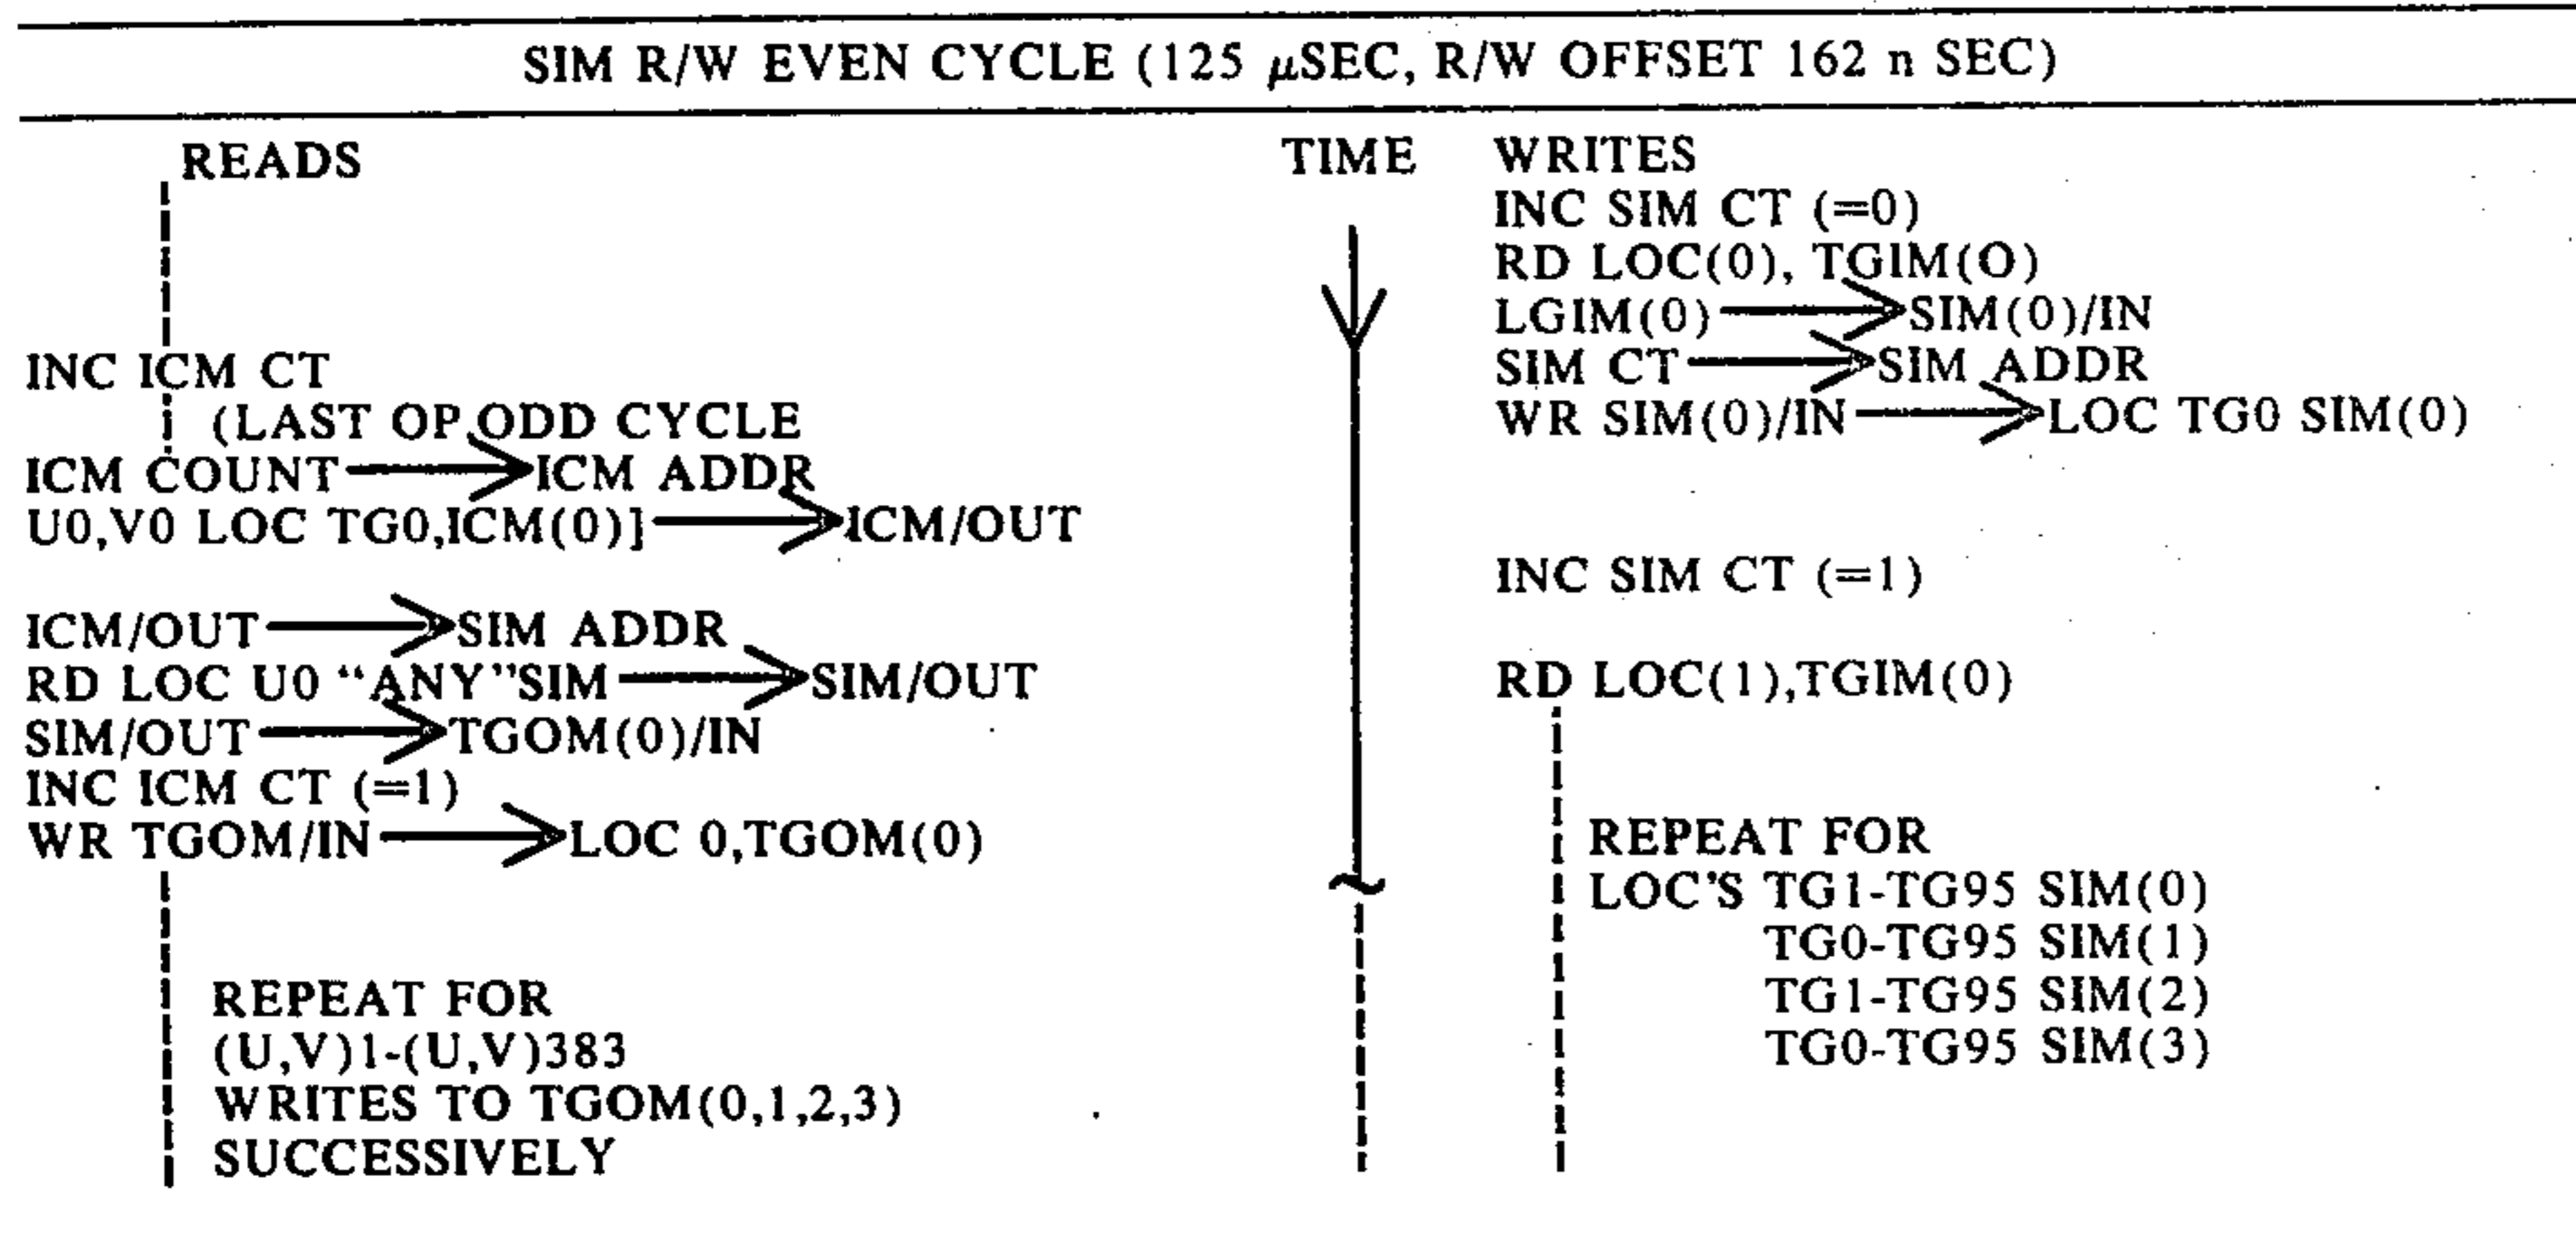 SIM R/W EVEN CYCLE (125 μSEC, R/W OFFSET 162 n SEC)
READS
INC ICM CT
(LAST OP ODD CYCLE
ICM COUNT⟶ICM ADDR
U0,V0 LOC TG0,ICM(0)]⟶ICM/OUT
ICM/OUT⟶SIM ADDR
RD LOC U0 “ANY”SIM⟶SIM/OUT
SIM/OUT⟶TGOM(0)/IN
INC ICM CT (=1)
WR TGOM/IN⟶LOC 0,TGOM(0)
REPEAT FOR
(U,V)1-(U,V)383
WRITES TO TGOM(0,1,2,3)
SUCCESSIVELY
TIME
WRITES
INC SIM CT (=0)
RD LOC(0), TGIM(O)
LGIM(0)⟶SIM(0)/IN
SIM CT⟶SIM ADDR
WR SIM(0)/IN⟶LOC TG0 SIM(0)
INC SIM CT (=1)
RD LOC(1),TGIM(0)
REPEAT FOR
LOC'S TG1-TG95 SIM(0)
TG0-TG95 SIM(1)
TG1-TG95 SIM(2)
TG0-TG95 SIM(3)